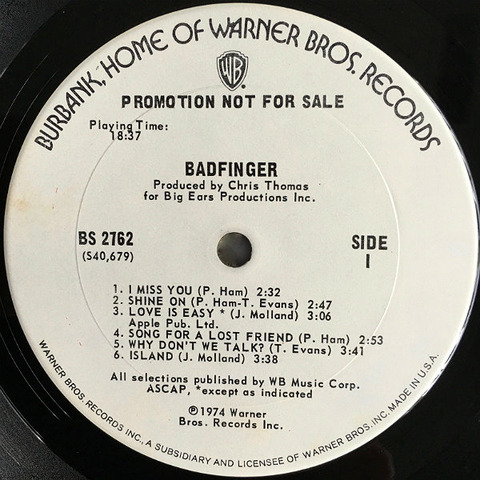 BURBANK, HOME OF WARNER BROS. RECORDS
WB
PROMOTION NOT FOR SALE
Playing Time:
18:37
BADFINGER
Produced by Chris Thomas
for Big Ears Productions Inc.
BS 2762
(S40,679)
SIDE
1
1. I MISS YOU (P. Ham) 2:32
2. SHINE ON (P. Ham-T. Evans) 2:47
3. LOVE IS EASY * (J. Molland) 3:06
Apple Pub. Ltd.
4. SONG FOR A LOST FRIEND (P. Ham) 2:53
5. WHY DON'T WE TALK? (T. Evans) 3:41
6. ISLAND (J. Molland) 3:38
All selections published by WB Music Corp.
ASCAP, *except as indicated
℗1974 Warner
Bros. Records Inc.
WARNER BROS. RECORDS INC., A SUBSIDIARY AND LICENSEE OF WARNER BROS. INC. MADE IN U.S.A.